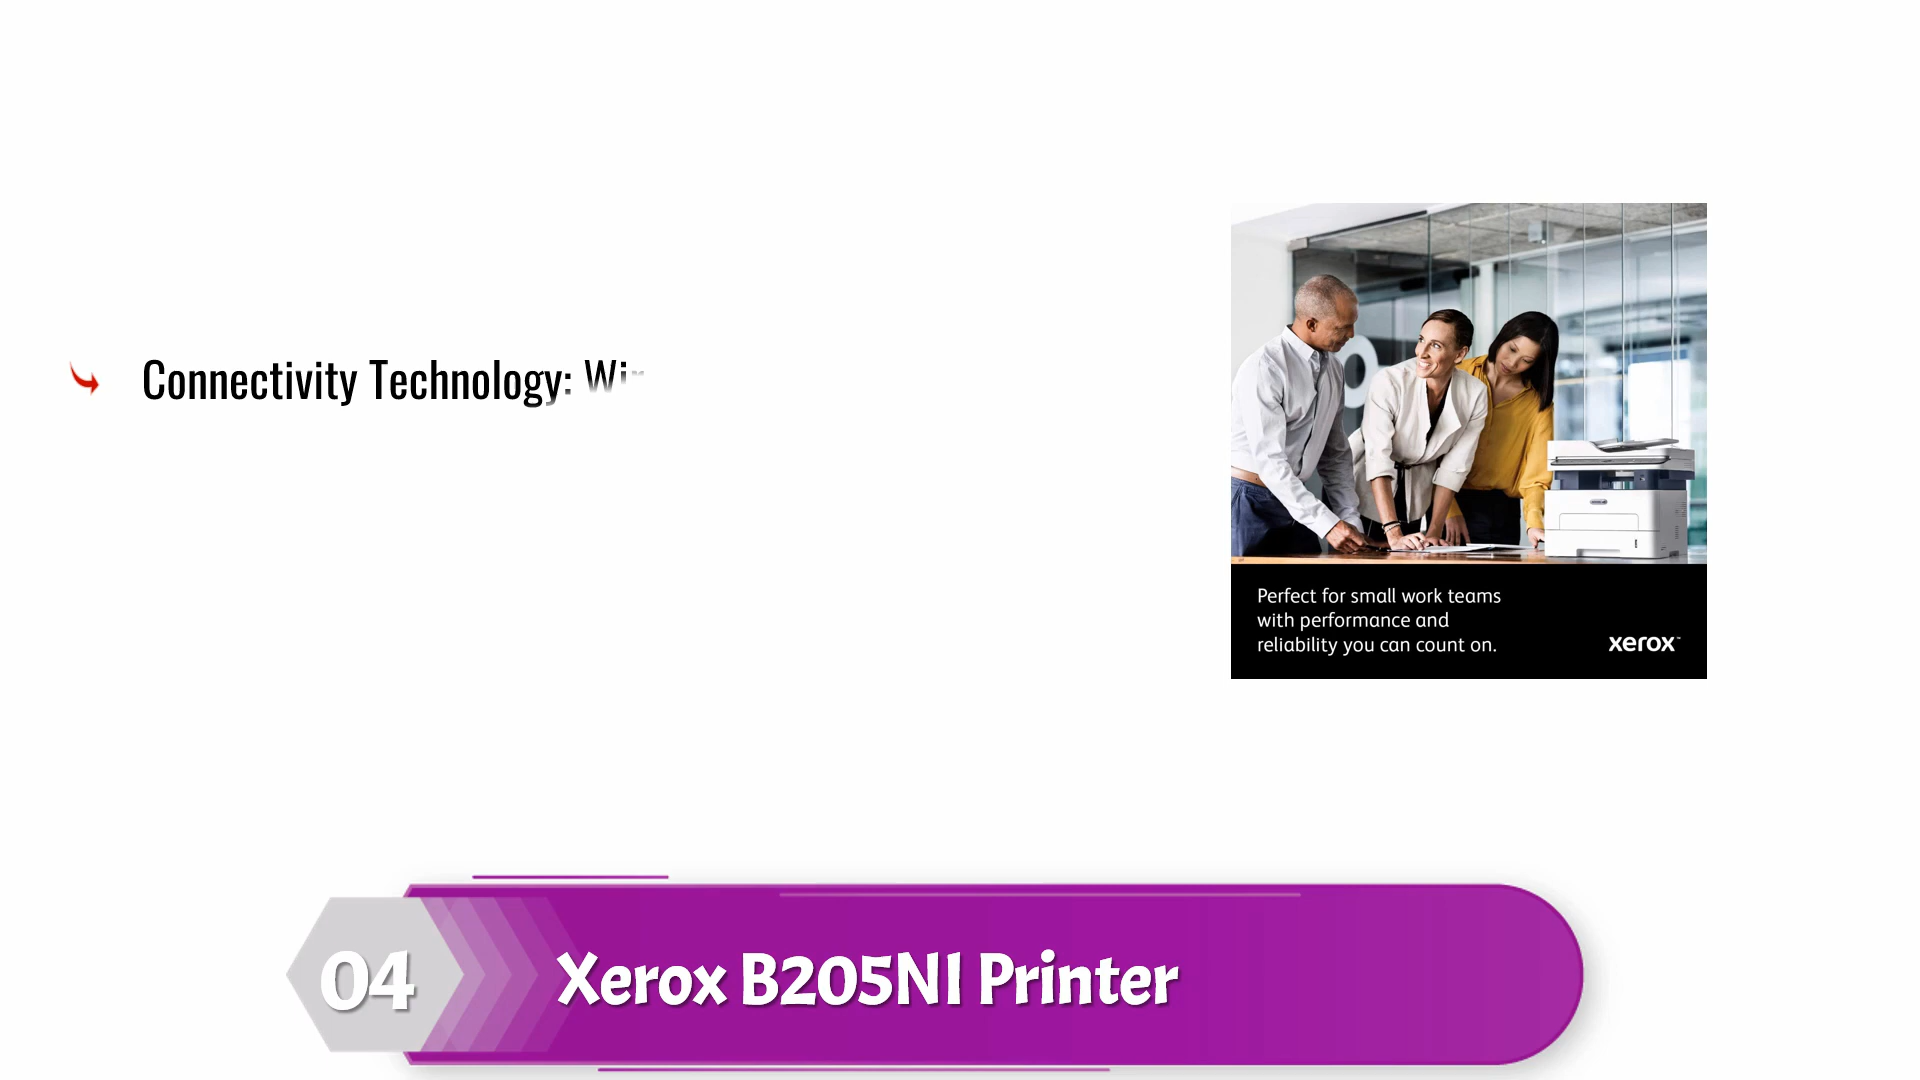 Connectivity Technology:
Perfect for small work teams
with performance and
reliability you can count on.
xerox™
04
Xerox B205NI Printer